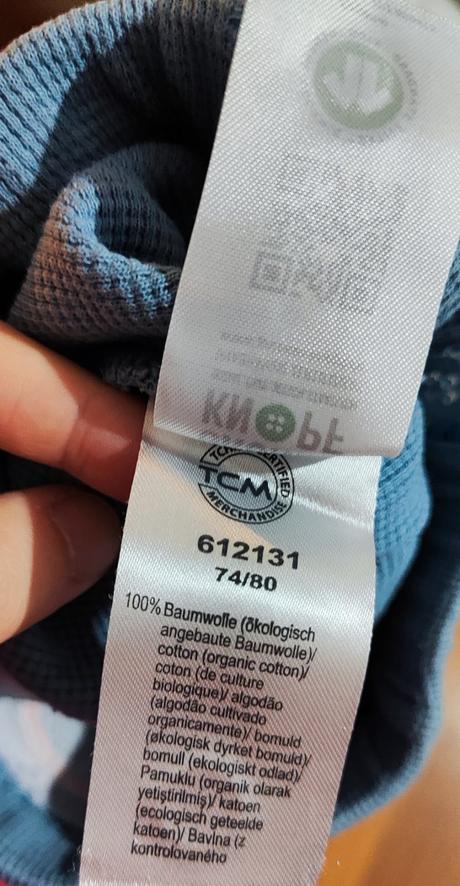 KNOPF
TCM CERTIFIED MERCHANDISE
TCM
612131
74/80
100% Baumwolle (ökologisch
angebaute Baumwolle)/
cotton (organic cotton)/
coton (de culture
biologique)/ algodão
(algodão cultivado
organicamente)/ bomuld
(økologisk dyrket bomuld)/
bomull (ekologiskt odlad)/
Pamuklu (organik olarak
yetiştirilmiş)/ katoen
(ecologisch geteelde
katoen)/ Bavlna (z
kontrolovaného